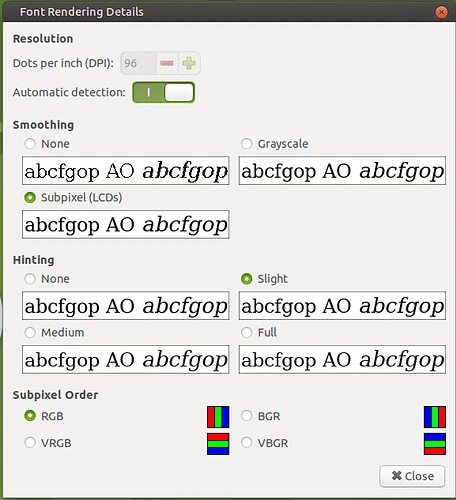 Font Rendering Details
Resolution
Dots per inch (DPI): 96
Automatic detection:
Smoothing
None Grayscale
abcfgop AO abcfgop abcfgop AO abcfgop
Subpixel (LCDs)
abcfgop AO abcfgop
Hinting
None Slight
abcfgop AO abcfgop abcfgop AO abcfgop
Medium Full
abcfgop AO abcfgop abcfgop AO abcfgop
Subpixel Order
RGB BGR
VRGB VBGR
Close